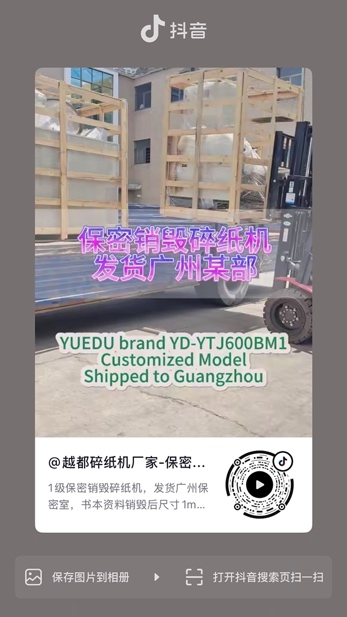 抖音
保密销毁碎纸机
发货广州某部
YUEDU brand YD-YTJ600BM1
Customized Model
Shipped to Guangzhou
@越都碎纸机厂家-保密...
1级保密销毁碎纸机，发货广州保
密室，书本资料销毁后尺寸1m...
保存图片到相册
打开抖音搜索页扫一扫